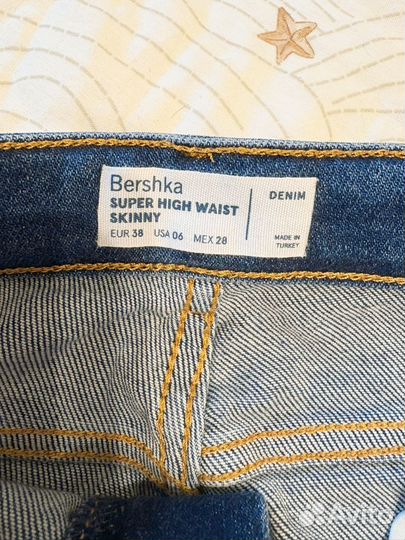 Bershka
SUPER HIGH WAIST
SKINNY
EUR 38 USA 06 MEX 28
DENIM
MADE IN
TURKEY
Avito